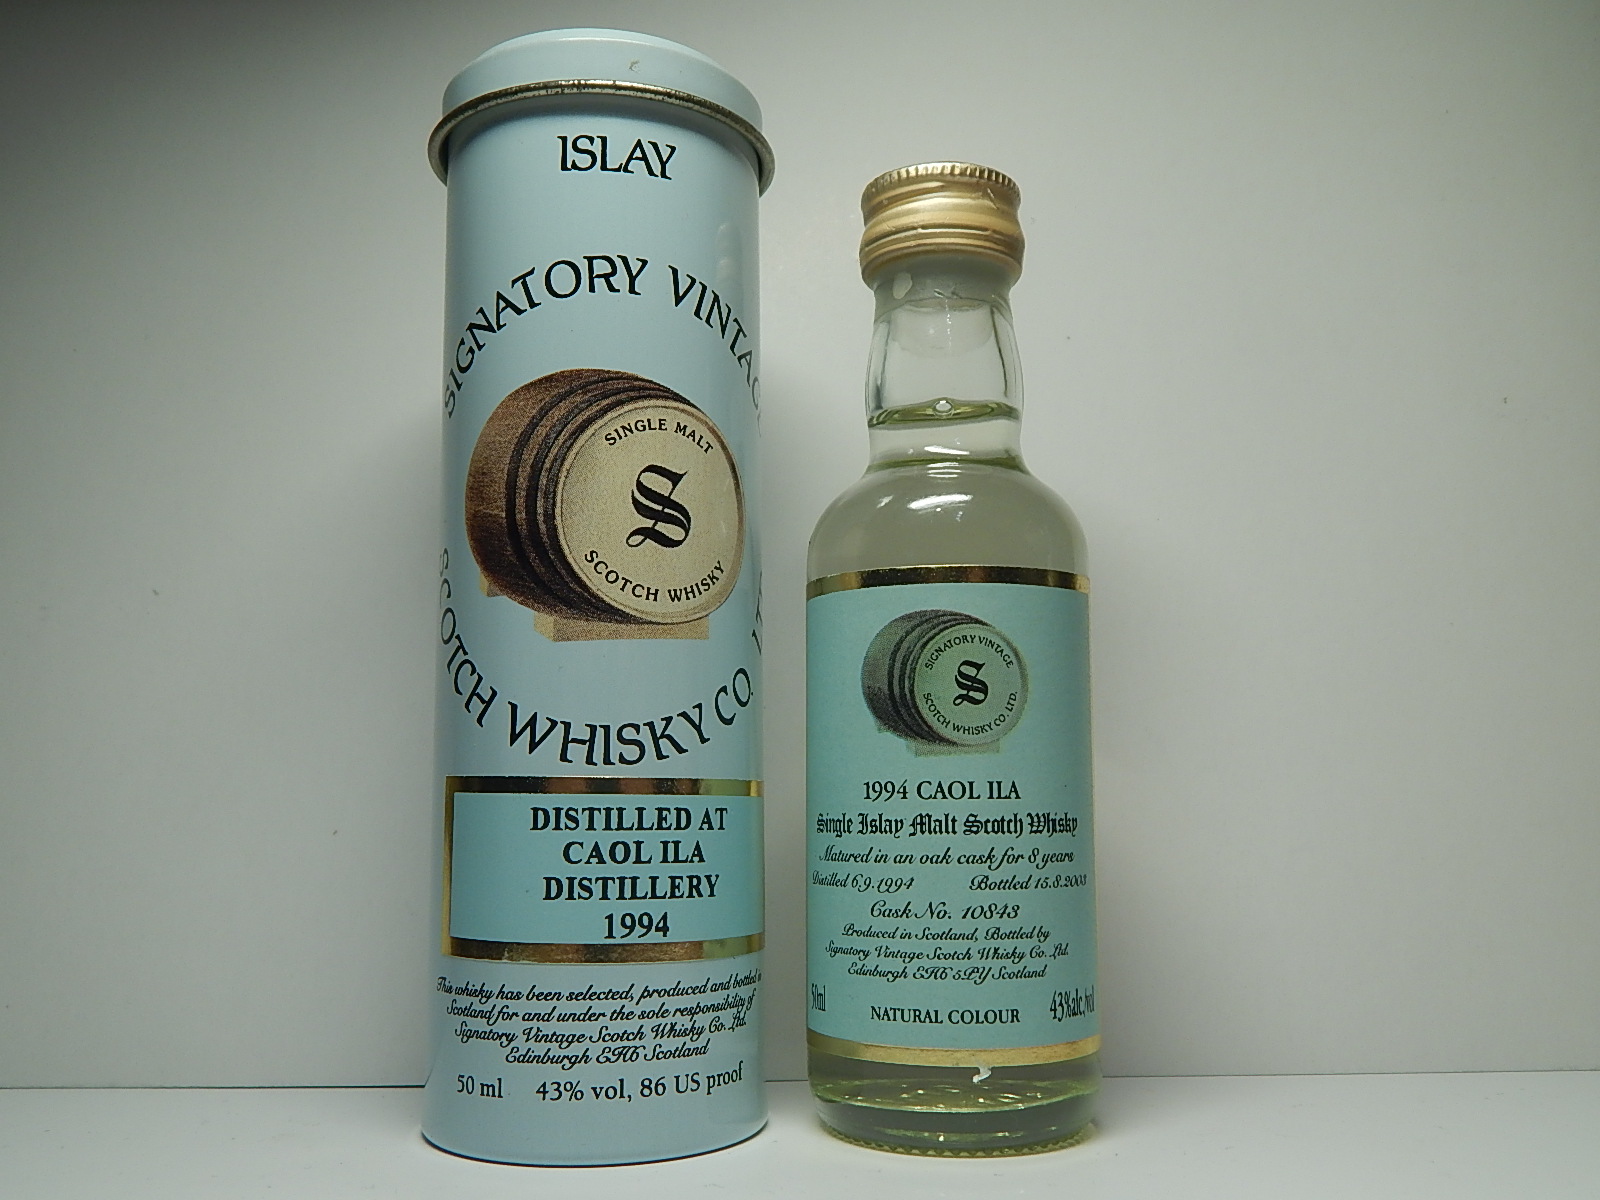 ISLAY
SIGNATORY VINTAGE
SINGLE MALT
S
SCOTCH WHISKY
SCOTCH WHISKY CO. LTD.
DISTILLED AT
CAOL ILA
DISTILLERY
1994
This whisky has been selected, produced and bottled in
Scotland for and under the sole responsibility of
Signatory Vintage Scotch Whisky Co. Ltd.
Edinburgh EH6 Scotland
50 ml 43% vol, 86 US proof
SIGNATORY VINTAGE
S
SCOTCH WHISKY CO. LTD.
1994 CAOL ILA
Single Islay Malt Scotch Whisky
Matured in an oak cask for 8 years
Distilled 6.9.1994 Bottled 15.8.2003
Cask No. 10843
Produced in Scotland, Bottled by
Signatory Vintage Scotch Whisky Co. Ltd.
Edinburgh EH6 5PY Scotland
50ml NATURAL COLOUR 43%alc/vol